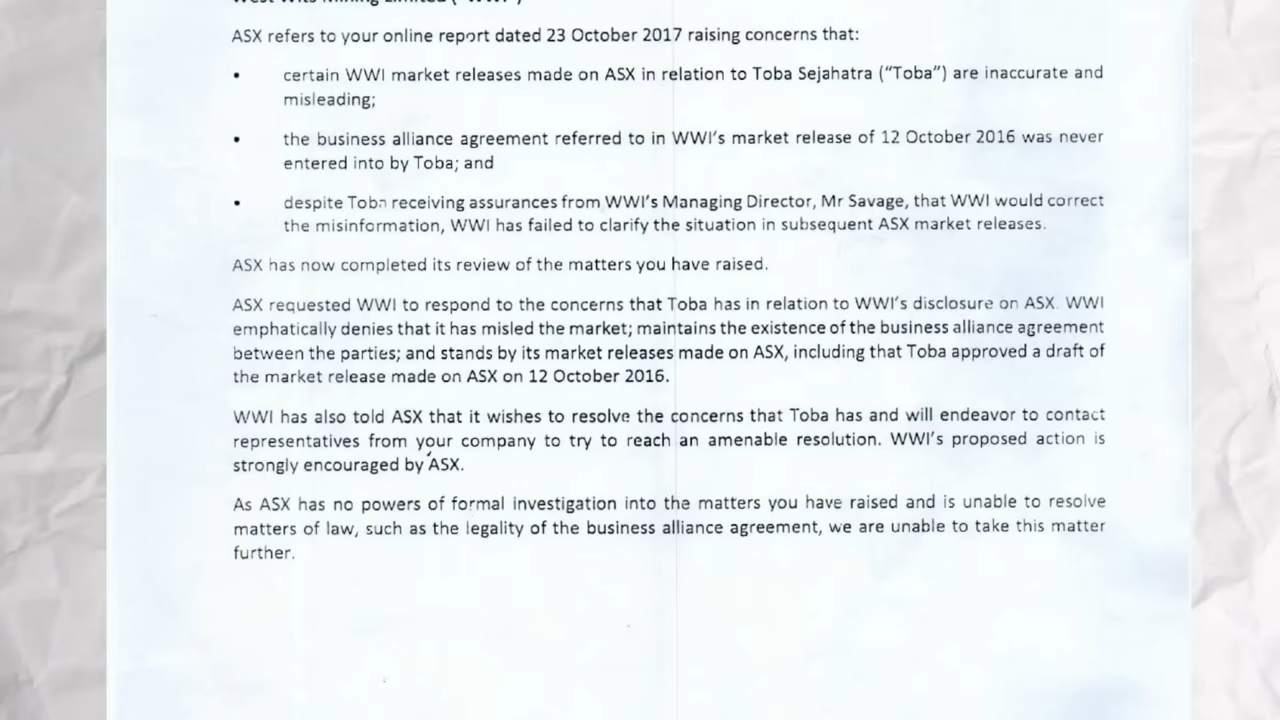 West Wits Mining Limited ("WWI")
ASX refers to your online report dated 23 October 2017 raising concerns that:
• certain WWI market releases made on ASX in relation to Toba Sejahatra (“Toba”) are inaccurate and
misleading;
• the business alliance agreement referred to in WWI’s market release of 12 October 2016 was never
entered into by Toba; and
• despite Toba receiving assurances from WWI’s Managing Director, Mr Savage, that WWI would correct
the misinformation, WWI has failed to clarify the situation in subsequent ASX market releases.
ASX has now completed its review of the matters you have raised.
ASX requested WWI to respond to the concerns that Toba has in relation to WWI’s disclosure on ASX. WWI
emphatically denies that it has misled the market; maintains the existence of the business alliance agreement
between the parties; and stands by its market releases made on ASX, including that Toba approved a draft of
the market release made on ASX on 12 October 2016.
WWI has also told ASX that it wishes to resolve the concerns that Toba has and will endeavor to contact
representatives from your company to try to reach an amenable resolution. WWI’s proposed action is
strongly encouraged by ASX.
As ASX has no powers of formal investigation into the matters you have raised and is unable to resolve
matters of law, such as the legality of the business alliance agreement, we are unable to take this matter
further.